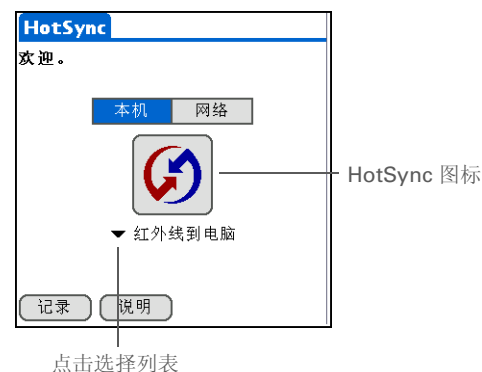 HotSync
欢迎。
本机 网络
HotSync 图标
红外线到电脑
记录 说明
点击选择列表